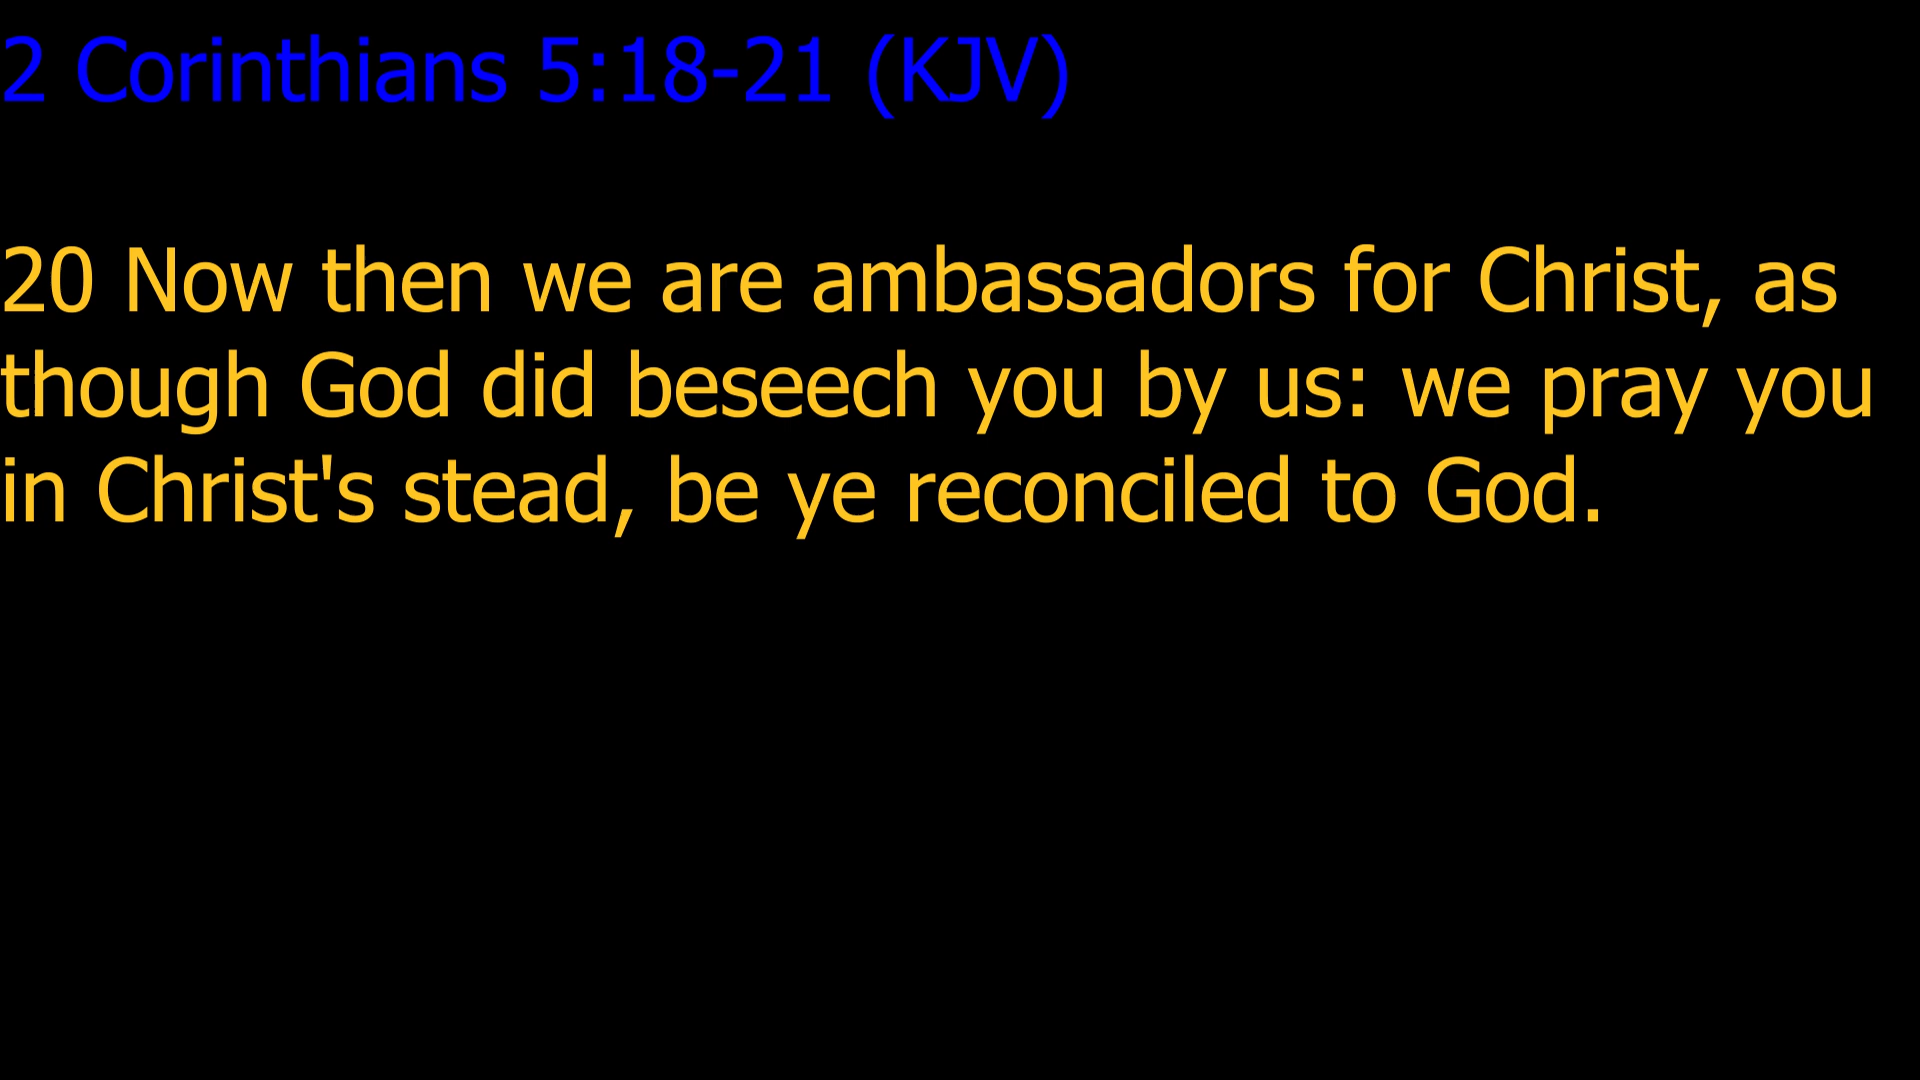 2 Corinthians 5:18-21 (KJV)
20 Now then we are ambassadors for Christ, as
though God did beseech you by us: we pray you
in Christ's stead, be ye reconciled to God.